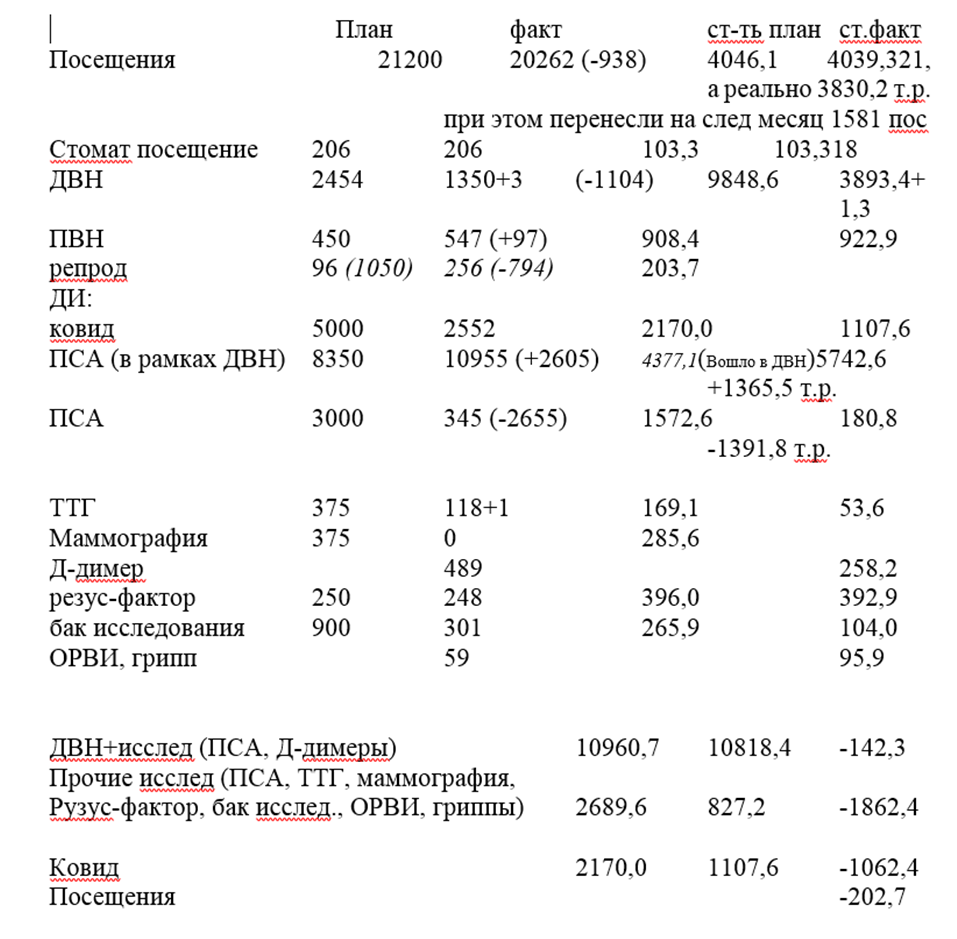 План факт ст-ть план ст.факт
Посещения 21200 20262 (-938) 4046,1 4039,321,
а реально 3830,2 т.р.
при этом перенесли на след месяц 1581 пос
Стомат посещение 206 206 103,3 103,318
ДВН 2454 1350+3 (-1104) 9848,6 3893,4+
1,3
ПВН 450 547 (+97) 908,4 922,9
репрод 96 (1050) 256 (-794) 203,7
ДИ:
ковид 5000 2552 2170,0 1107,6
ПСА (в рамках ДВН) 8350 10955 (+2605) 4377,1(Вошло в ДВН)5742,6
+1365,5 т.р.
ПСА 3000 345 (-2655) 1572,6 180,8
-1391,8 т.р.
ТТГ 375 118+1 169,1 53,6
Маммография 375 0 285,6
Д-димер 489 258,2
резус-фактор 250 248 396,0 392,9
бак исследования 900 301 265,9 104,0
ОРВИ, грипп 59 95,9
ДВН+исслед (ПСА, Д-димеры) 10960,7 10818,4 -142,3
Прочие исслед (ПСА, ТТГ, маммография,
Рузус-фактор, бак исслед., ОРВИ, гриппы) 2689,6 827,2 -1862,4
Ковид 2170,0 1107,6 -1062,4
Посещения -202,7